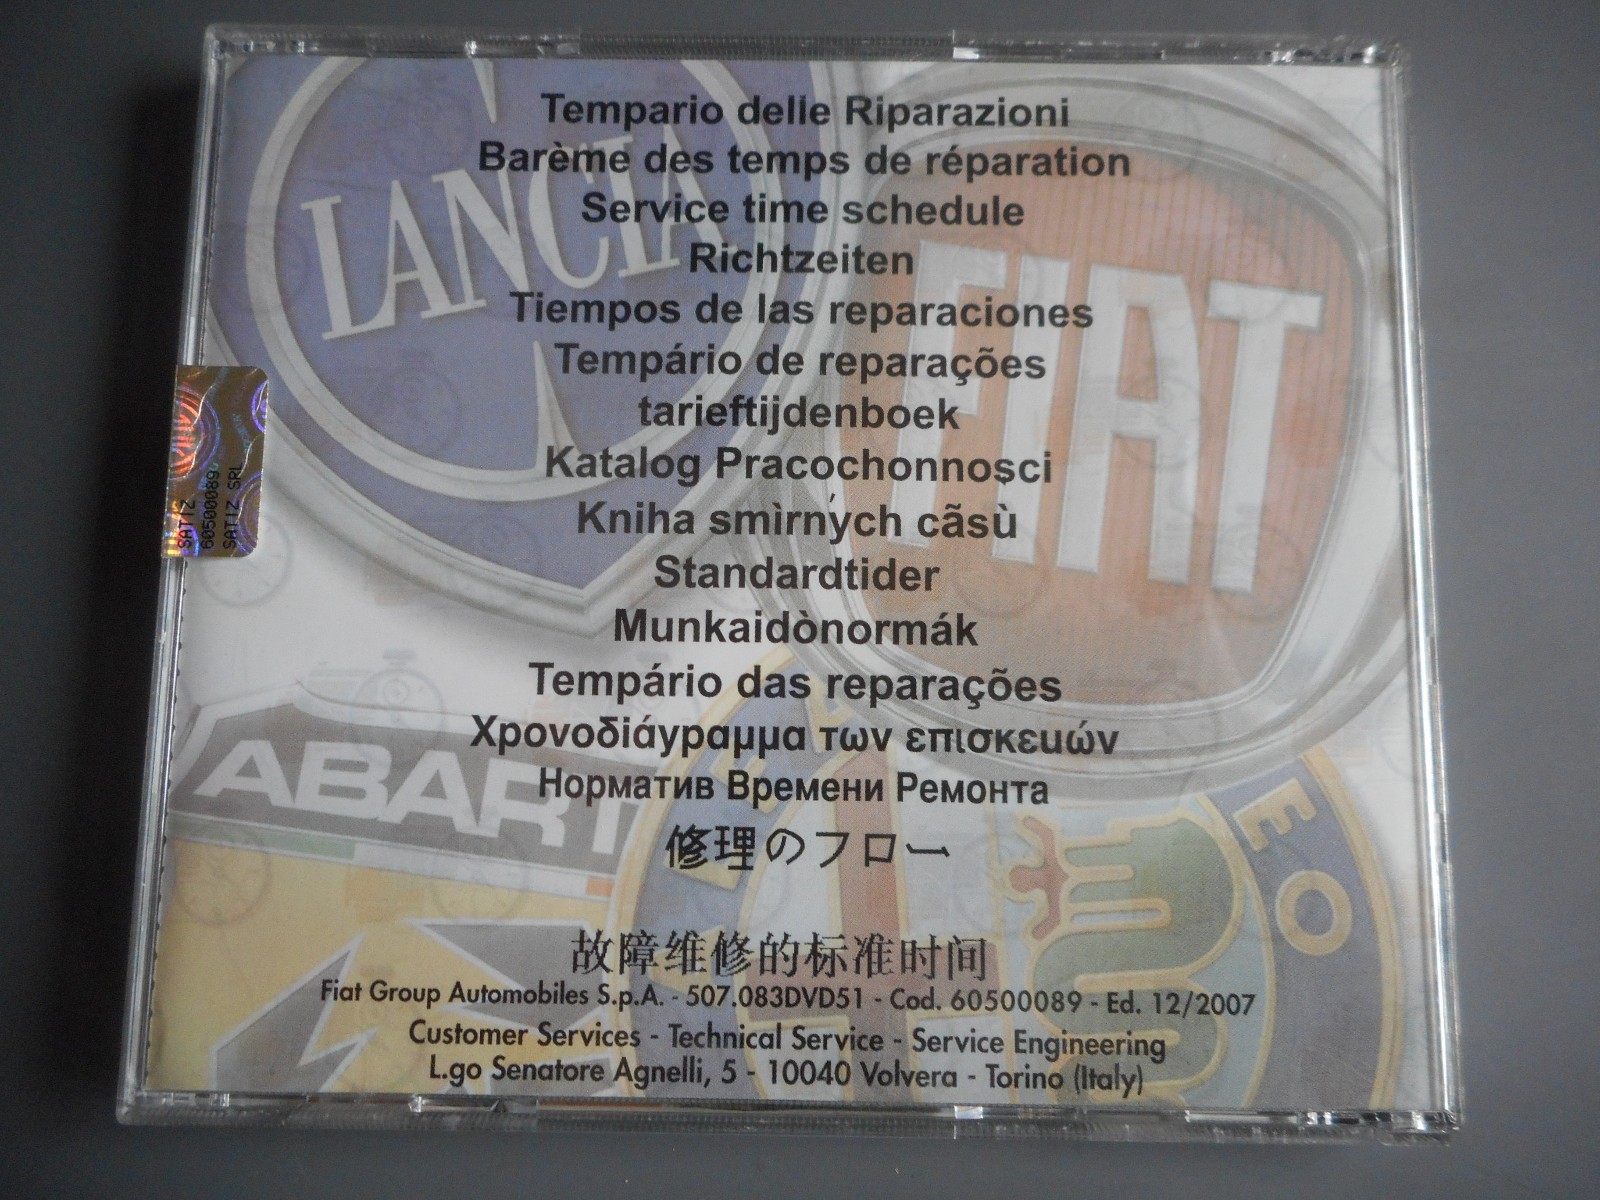 Tempario delle Riparazioni
Barème des temps de réparation
Service time schedule
Richtzeiten
Tiempos de las reparaciones
Tempário de reparações
tarieftijdenboek
Katalog Pracochonnoşci
Kniha smìrných cãsù
Standardtider
Munkaidònormák
Tempário das reparações
Χρονοδιάγραμμα των επισκευών
Норматив Времени Ремонта
修理のフロー
故障维修的标准时间
Fiat Group Automobiles S.p.A. - 507.083DVD51 - Cod. 60500089 - Ed. 12/2007
Customer Services - Technical Service - Service Engineering
L.go Senatore Agnelli, 5 - 10040 Volvera - Torino (Italy)
LANCIA
FIAT
ABART
EO
SATIZ
60500089
SATIZ SRL